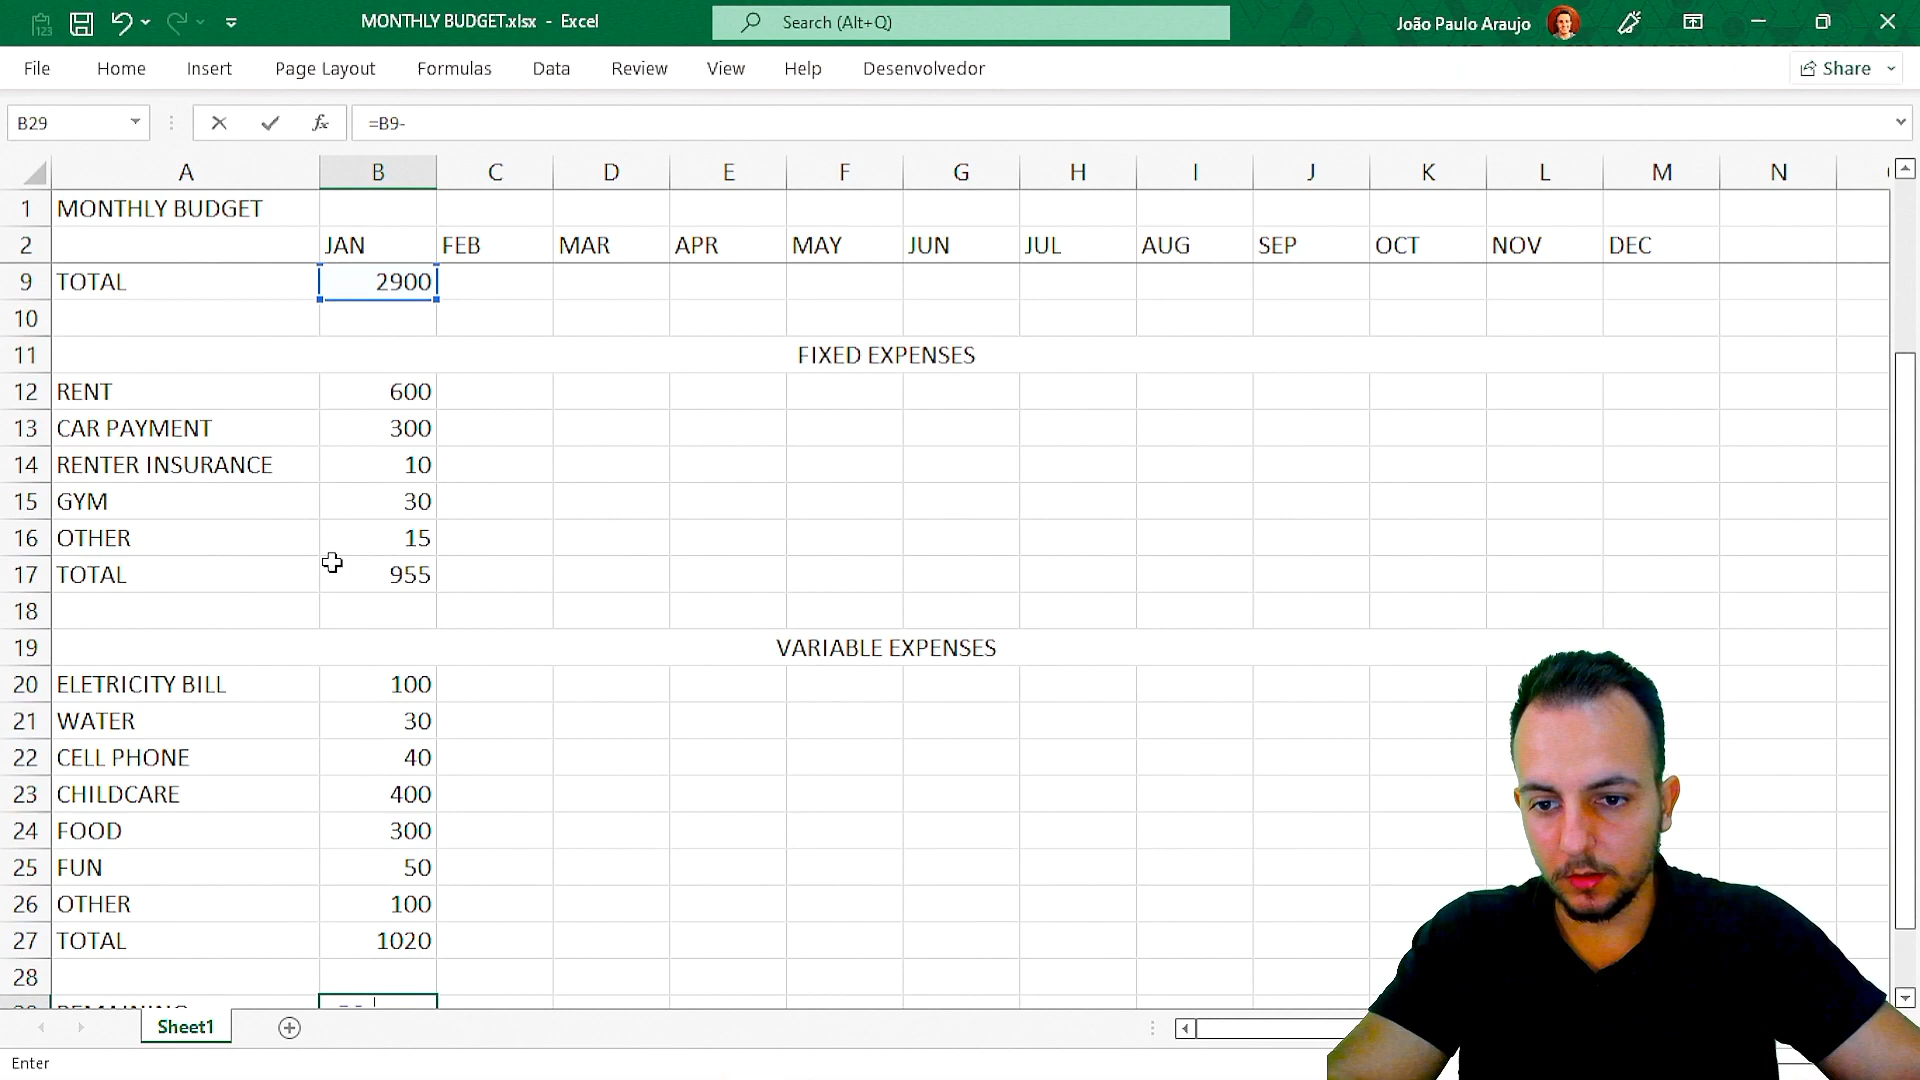 MONTHLY BUDGET.xlsx - Excel
Search (Alt+Q)
João Paulo Araujo
File Home Insert Page Layout Formulas Data Review View Help Desenvolvedor
Share
B29
fx
=B9-
A B C D E F G H I J K L M N
1 MONTHLY BUDGET
2 JAN FEB MAR APR MAY JUN JUL AUG SEP OCT NOV DEC
9 TOTAL 2900
10
11 FIXED EXPENSES
12 RENT 600
13 CAR PAYMENT 300
14 RENTER INSURANCE 10
15 GYM 30
16 OTHER 15
17 TOTAL 955
18
19 VARIABLE EXPENSES
20 ELETRICITY BILL 100
21 WATER 30
22 CELL PHONE 40
23 CHILDCARE 400
24 FOOD 300
25 FUN 50
26 OTHER 100
27 TOTAL 1020
28
Sheet1
Enter